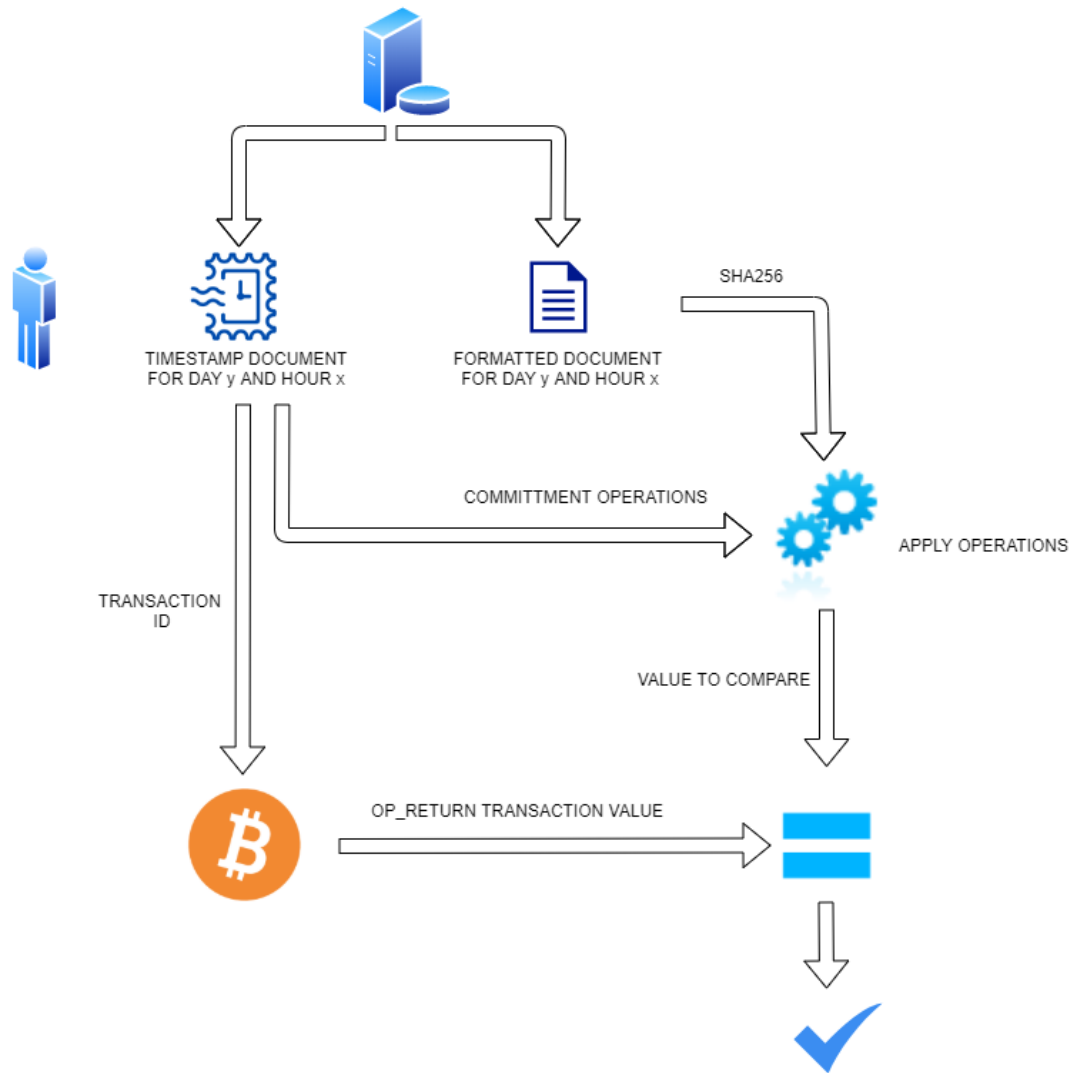 SHA256
TIMESTAMP DOCUMENT
FOR DAY y AND HOUR x
FORMATTED DOCUMENT
FOR DAY y AND HOUR x
COMMITTMENT OPERATIONS
APPLY OPERATIONS
TRANSACTION
ID
VALUE TO COMPARE
OP_RETURN TRANSACTION VALUE